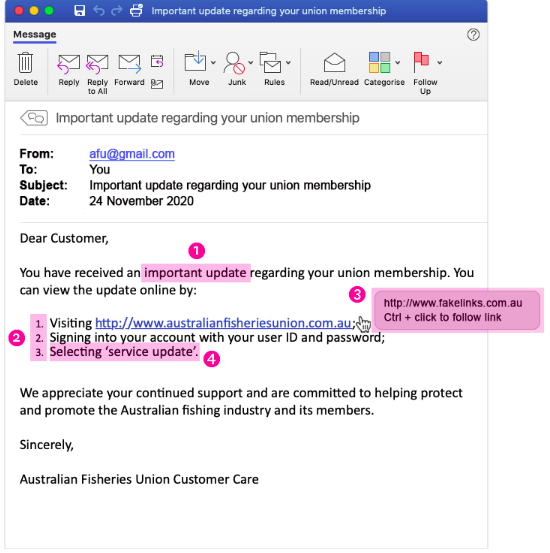 Important update regarding your union membership
Message
Delete
Reply
Reply to All
Forward
Move
Junk
Rules
Read/Unread
Categorise
Follow Up
Important update regarding your union membership
From: afu@gmail.com
To: You
Subject: Important update regarding your union membership
Date: 24 November 2020
Dear Customer,
1
You have received an important update regarding your union membership. You
can view the update online by:
3
http://www.fakelinks.com.au
Ctrl + click to follow link
1. Visiting http://www.australianfisheriesunion.com.au;
2
2. Signing into your account with your user ID and password;
3. Selecting ‘service update’.
4
We appreciate your continued support and are committed to helping protect
and promote the Australian fishing industry and its members.
Sincerely,
Australian Fisheries Union Customer Care